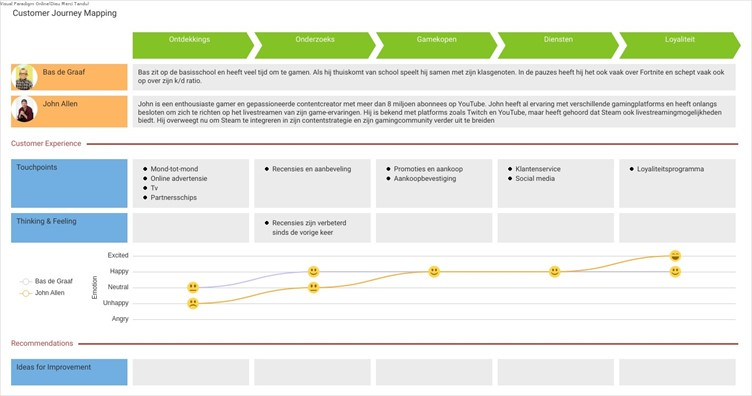 Visual Paradigm Online(Dieu Merci Tandu)
Customer Journey Mapping
Ontdekkings
Onderzoeks
Gamekopen
Diensten
Loyaliteit
Bas de Graaf
Bas zit op de basisschool en heeft veel tijd om te gamen. Als hij thuiskomt van school speelt hij samen met zijn klasgenoten. In de pauzes heeft hij het ook vaak over Fortnite en schept vaak ook
op over zijn k/d ratio.
John Allen
John is een enthousiaste gamer en gepassioneerde contentcreator met meer dan 8 miljoen abonnees op YouTube. John heeft al ervaring met verschillende gamingplatforms en heeft onlangs
besloten om zich te richten op het livestreamen van zijn game-ervaringen. Hij is bekend met platforms zoals Twitch en YouTube, maar heeft gehoord dat Steam ook livestreamingmogelijkheden
biedt. Hij overweegt nu om Steam te integreren in zijn contentstrategie en zijn gamingcommunity verder uit te breiden
Customer Experience
Touchpoints
Mond-tot-mond
Online advertensie
Tv
Partnersschips
Recensies en aanbeveling
Promoties en aankoop
Aankoopbevestiging
Klantenservice
Social media
Loyaliteitsprogramma
Thinking & Feeling
Recensies zijn verbeterd
sinds de vorige keer
Bas de Graaf
John Allen
Emotion
Excited
Happy
Neutral
Unhappy
Angry
Recommendations
Ideas for Improvement